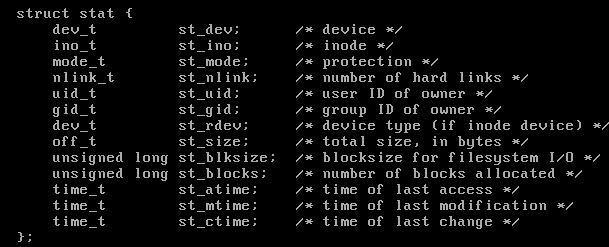 struct stat {
    dev_t         st_dev;      /* device */
    ino_t         st_ino;      /* inode */
    mode_t        st_mode;     /* protection */
    nlink_t       st_nlink;    /* number of hard links */
    uid_t         st_uid;      /* user ID of owner */
    gid_t         st_gid;      /* group ID of owner */
    dev_t         st_rdev;     /* device type (if inode device) */
    off_t         st_size;     /* total size, in bytes */
    unsigned long st_blksize;  /* blocksize for filesystem I/O */
    unsigned long st_blocks;   /* number of blocks allocated */
    time_t        st_atime;    /* time of last access */
    time_t        st_mtime;    /* time of last modification */
    time_t        st_ctime;    /* time of last change */
};